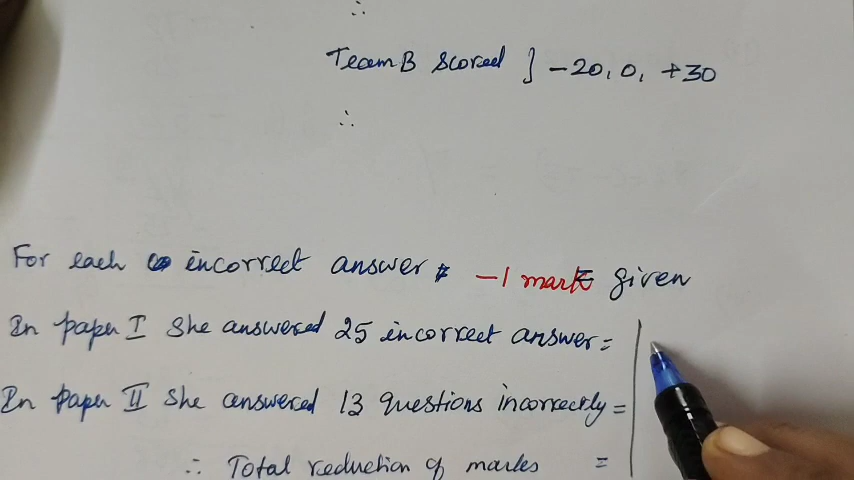 ∴
Team B Scored ] -20, 0, +30
∴
For each incorrect answer -1 mark given
In paper I She answered 25 incorrect answer =
In paper II She answered 13 questions incorrectly =
∴ Total reduction of marks =